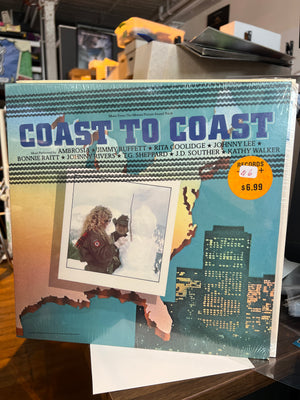 Music From The Motion Picture Sound Track
COAST TO COAST
Music Performed by AMBROSIA ★ JIMMY BUFFETT ★ RITA COOLIDGE ★ JOHNNY LEE ★
BONNIE RAITT ★ JOHNNY RIVERS ★ T.G. SHEPPARD ★ J.D. SOUTHER ★ KATHY WALKER
RECORDS
$6.99